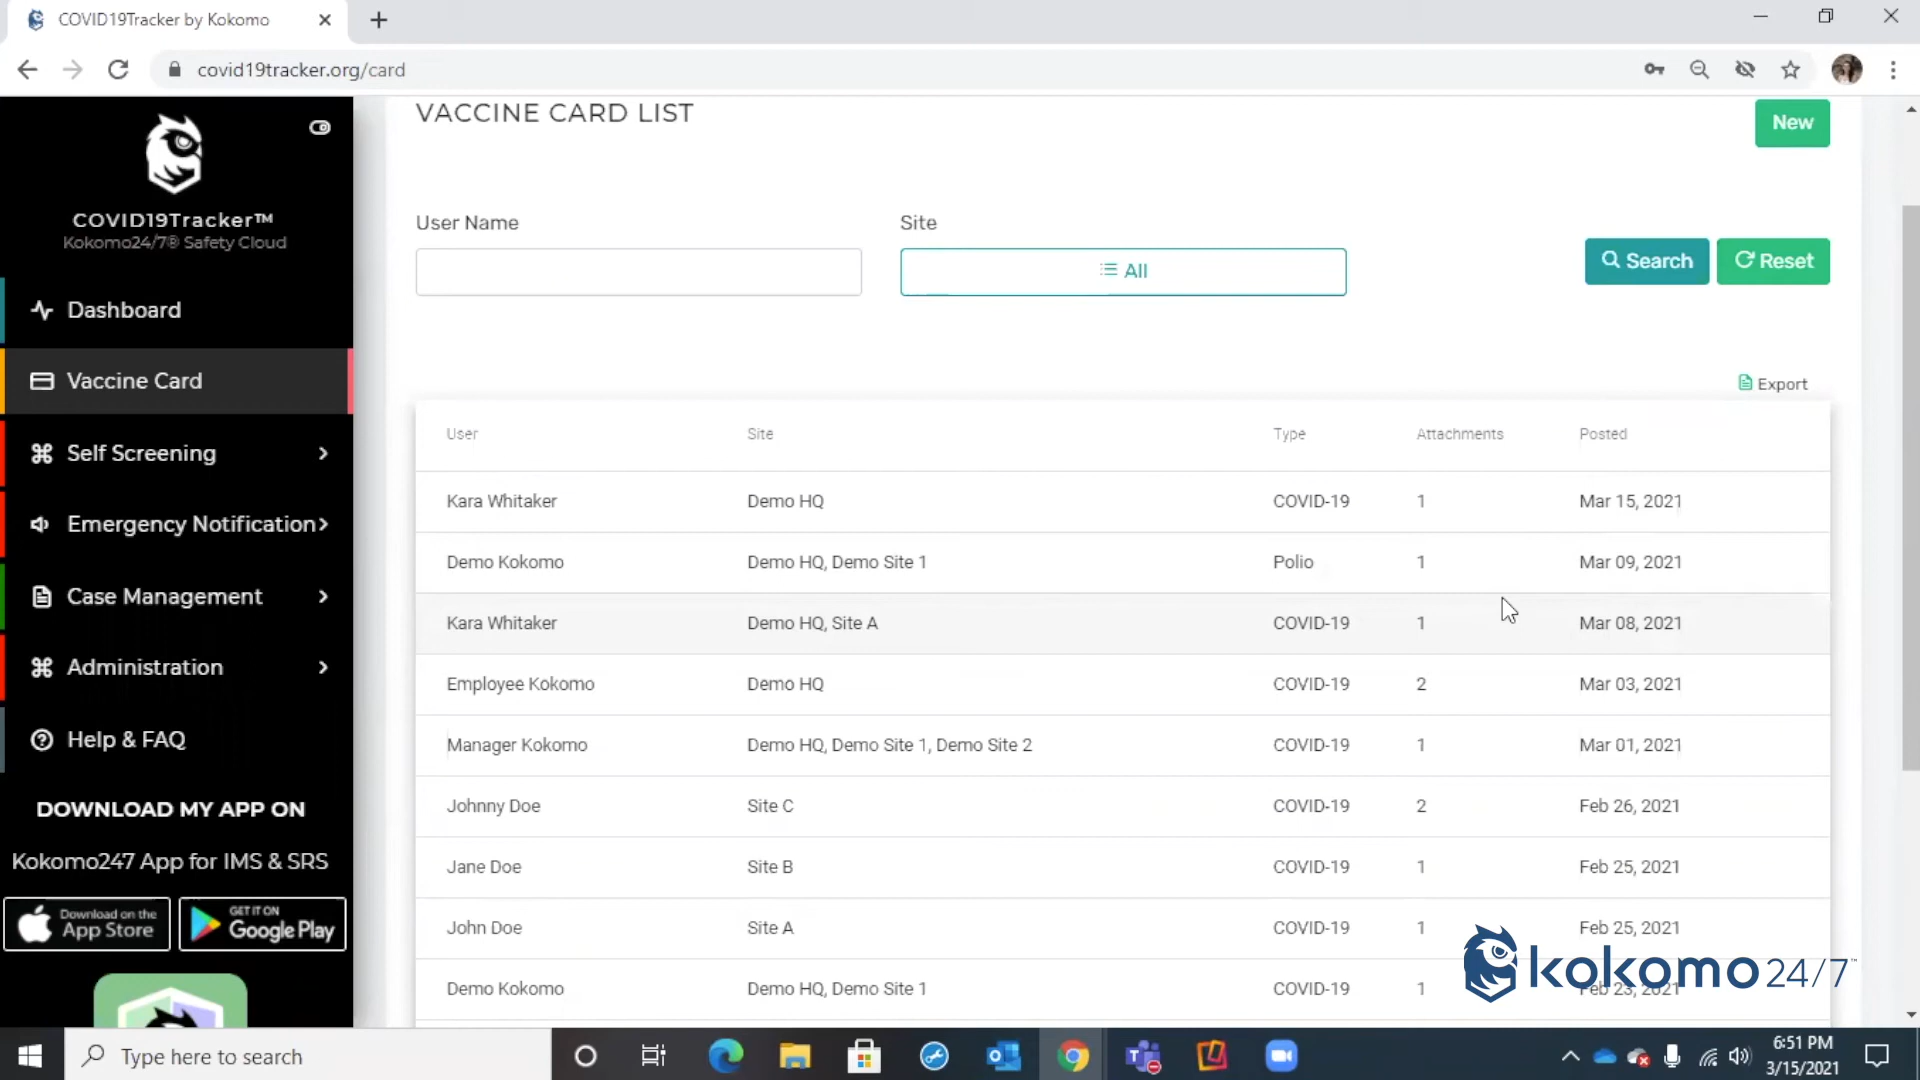 COVID19Tracker by Kokomo
covid19tracker.org/card
COVID19Tracker™
Kokomo24/7® Safety Cloud
Dashboard
Vaccine Card
Self Screening
Emergency Notification
Case Management
Administration
Help & FAQ
DOWNLOAD MY APP ON
Kokomo247 App for IMS & SRS
Download on the App Store
GET IT ON Google Play
VACCINE CARD LIST
New
User Name Site
All
Search Reset
Export
User Site Type Attachments Posted
Kara Whitaker Demo HQ COVID-19 1 Mar 15, 2021
Demo Kokomo Demo HQ, Demo Site 1 Polio 1 Mar 09, 2021
Kara Whitaker Demo HQ, Site A COVID-19 1 Mar 08, 2021
Employee Kokomo Demo HQ COVID-19 2 Mar 03, 2021
Manager Kokomo Demo HQ, Demo Site 1, Demo Site 2 COVID-19 1 Mar 01, 2021
Johnny Doe Site C COVID-19 2 Feb 26, 2021
Jane Doe Site B COVID-19 1 Feb 25, 2021
John Doe Site A COVID-19 1 Feb 25, 2021
Demo Kokomo Demo HQ, Demo Site 1 COVID-19 1 Feb 23, 2021
kokomo 24/7™
Type here to search
6:51 PM
3/15/2021